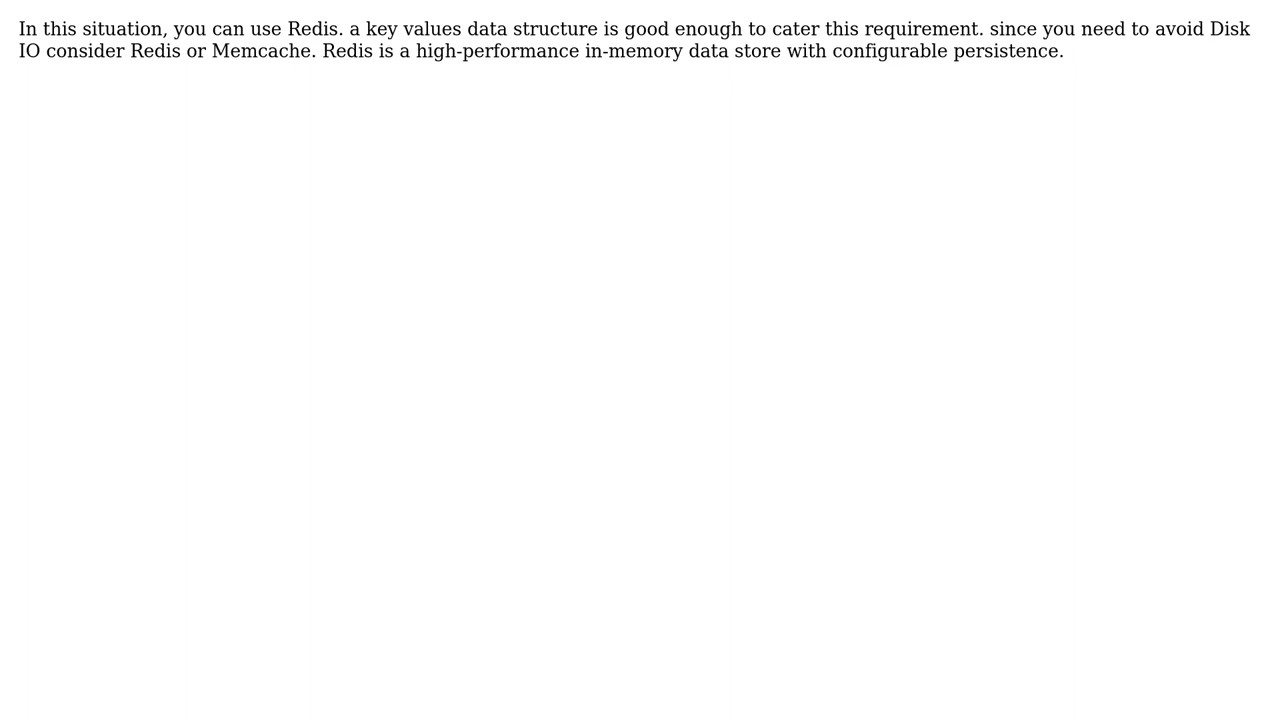 In this situation, you can use Redis. a key values data structure is good enough to cater this requirement. since you need to avoid Disk
IO consider Redis or Memcache. Redis is a high-performance in-memory data store with configurable persistence.